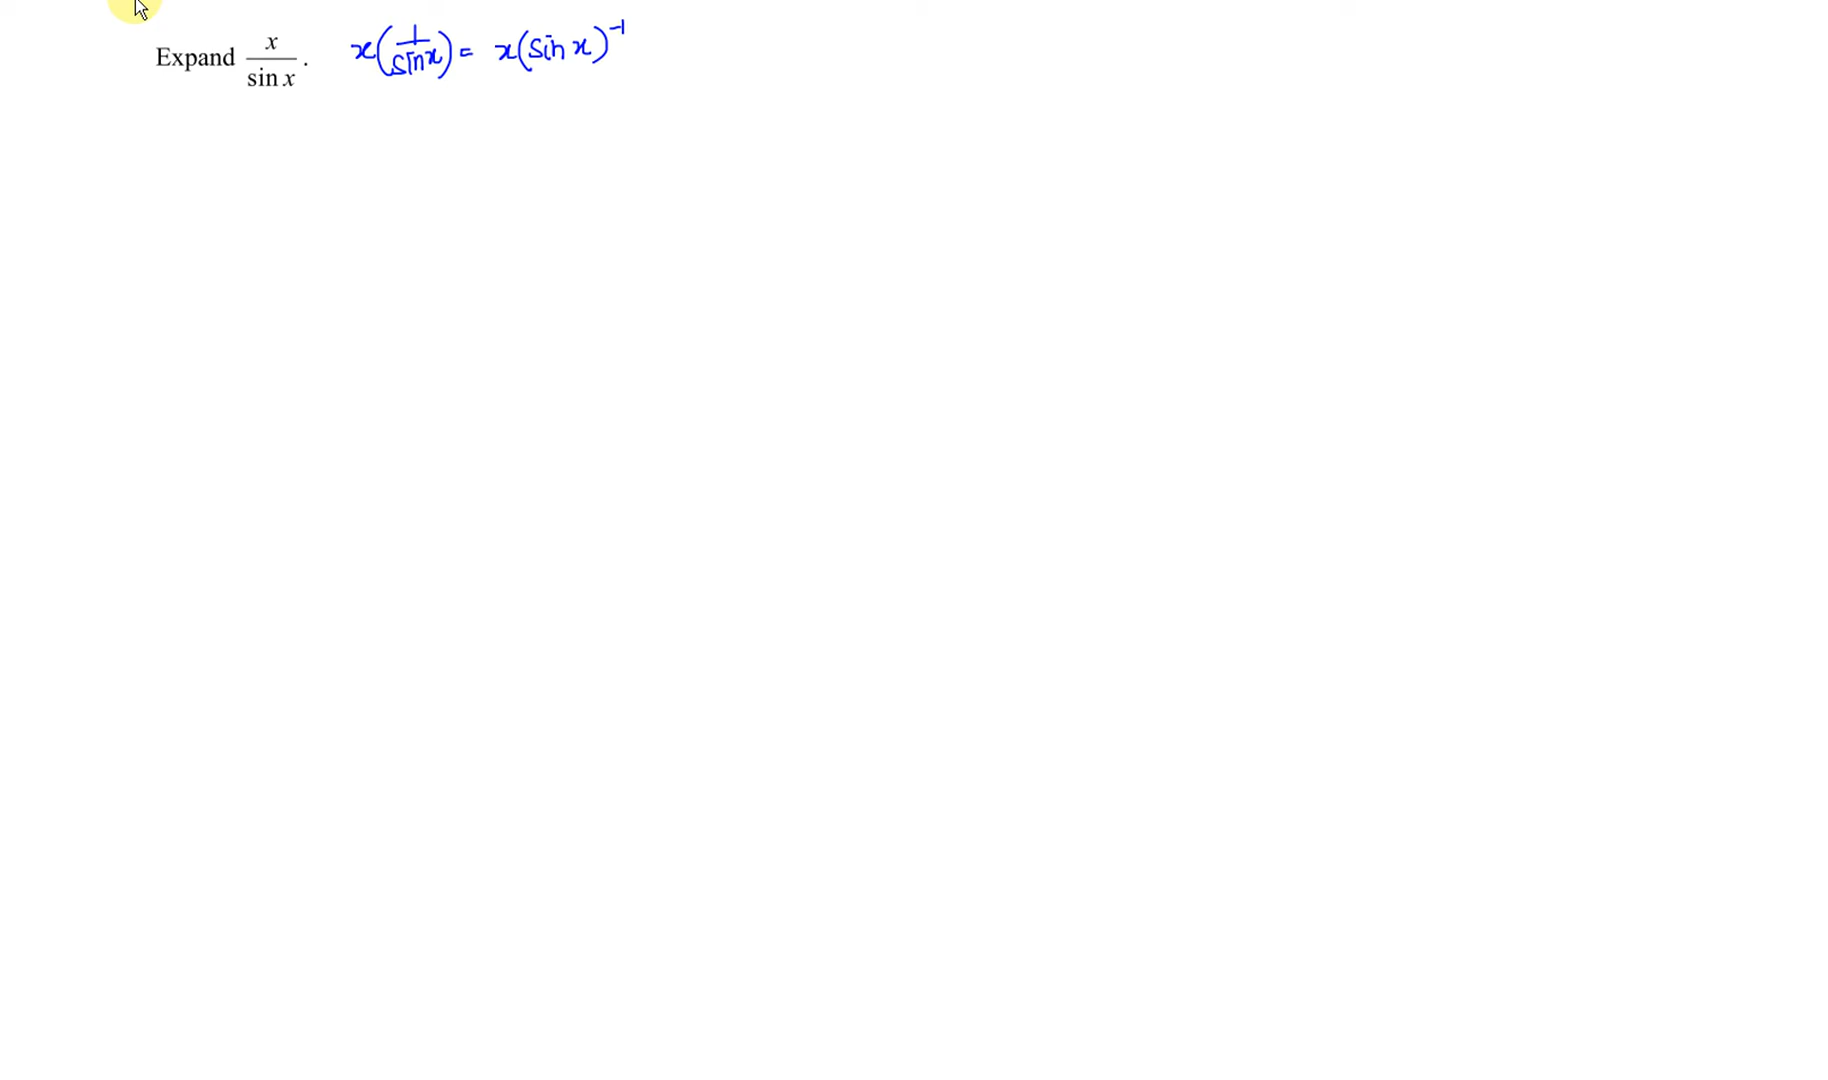 Expand x/sin x. x(1/sin x) = x(sin x)⁻¹